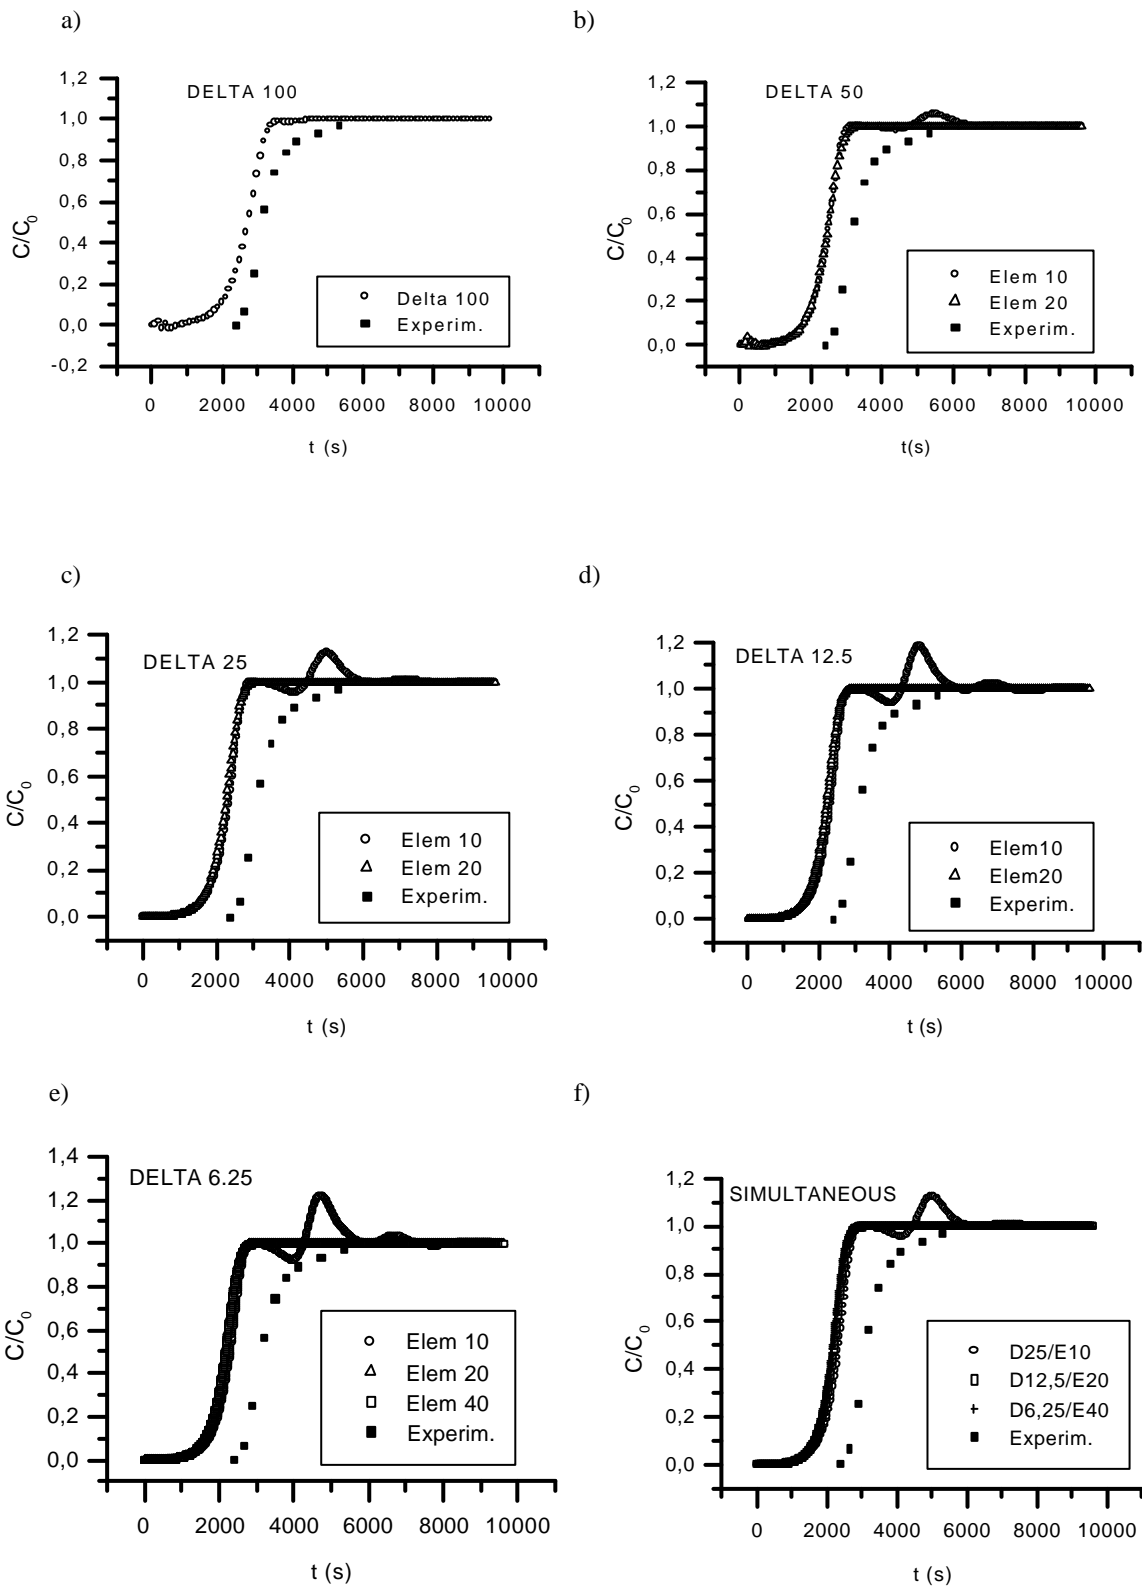 a)
DELTA 100
1,2
1,0
0,8
0,6
0,4
0,2
0,0
-0,2
C/C0
Delta 100
Experim.
0 2000 4000 6000 8000 10000
t (s)
b)
DELTA 50
1,2
1,0
0,8
0,6
0,4
0,2
0,0
C/C0
Elem 10
Elem 20
Experim.
0 2000 4000 6000 8000 10000
t(s)
c)
DELTA 25
1,2
1,0
0,8
0,6
0,4
0,2
0,0
C/C0
Elem 10
Elem 20
Experim.
0 2000 4000 6000 8000 10000
t (s)
d)
DELTA 12.5
1,2
1,0
0,8
0,6
0,4
0,2
0,0
C/C0
Elem10
Elem20
Experim.
0 2000 4000 6000 8000 10000
t (s)
e)
DELTA 6.25
1,4
1,2
1,0
0,8
0,6
0,4
0,2
0,0
C/C0
Elem 10
Elem 20
Elem 40
Experim.
0 2000 4000 6000 8000 10000
t (s)
f)
SIMULTANEOUS
1,2
1,0
0,8
0,6
0,4
0,2
0,0
C/C0
D25/E10
D12,5/E20
D6,25/E40
Experim.
0 2000 4000 6000 8000 10000
t (s)